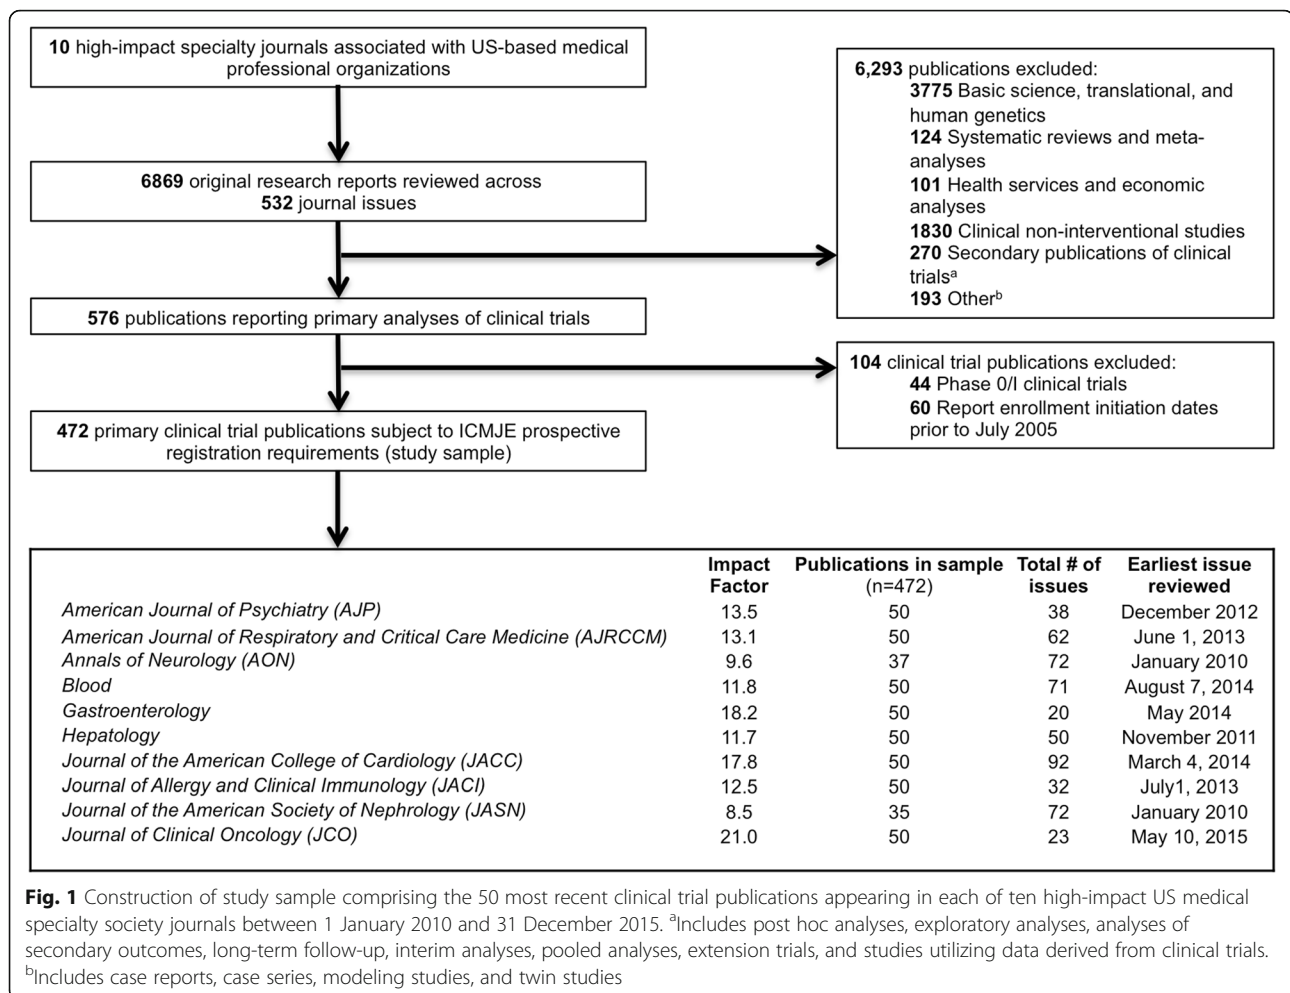 10 high-impact specialty journals associated with US-based medical
professional organizations
6,293 publications excluded:
3775 Basic science, translational, and
human genetics
124 Systematic reviews and meta-
analyses
101 Health services and economic
analyses
1830 Clinical non-interventional studies
270 Secondary publications of clinical
trialsᵃ
193 Otherᵇ
6869 original research reports reviewed across
532 journal issues
576 publications reporting primary analyses of clinical trials
104 clinical trial publications excluded:
44 Phase 0/I clinical trials
60 Report enrollment initiation dates
prior to July 2005
472 primary clinical trial publications subject to ICMJE prospective
registration requirements (study sample)
Impact Factor Publications in sample (n=472) Total # of issues Earliest issue reviewed
American Journal of Psychiatry (AJP) 13.5 50 38 December 2012
American Journal of Respiratory and Critical Care Medicine (AJRCCM) 13.1 50 62 June 1, 2013
Annals of Neurology (AON) 9.6 37 72 January 2010
Blood 11.8 50 71 August 7, 2014
Gastroenterology 18.2 50 20 May 2014
Hepatology 11.7 50 50 November 2011
Journal of the American College of Cardiology (JACC) 17.8 50 92 March 4, 2014
Journal of Allergy and Clinical Immunology (JACI) 12.5 50 32 July1, 2013
Journal of the American Society of Nephrology (JASN) 8.5 35 72 January 2010
Journal of Clinical Oncology (JCO) 21.0 50 23 May 10, 2015
Fig. 1 Construction of study sample comprising the 50 most recent clinical trial publications appearing in each of ten high-impact US medical
specialty society journals between 1 January 2010 and 31 December 2015. ᵃIncludes post hoc analyses, exploratory analyses, analyses of
secondary outcomes, long-term follow-up, interim analyses, pooled analyses, extension trials, and studies utilizing data derived from clinical trials.
ᵇIncludes case reports, case series, modeling studies, and twin studies